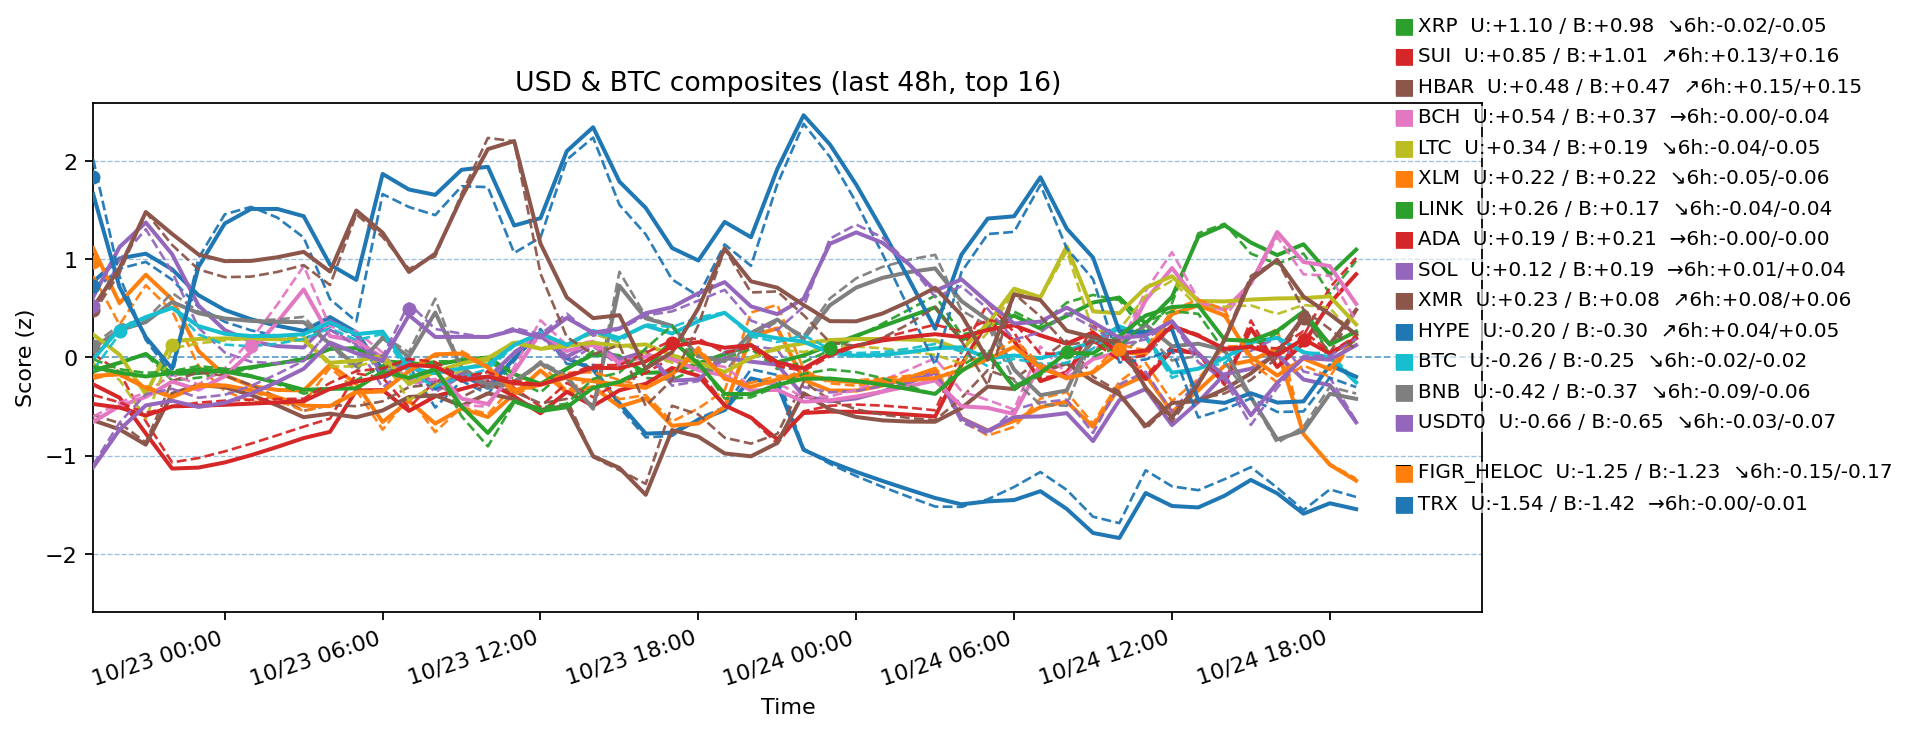 USD & BTC composites (last 48h, top 16)
XRP U:+1.10 / B:+0.98 ↘6h:-0.02/-0.05
SUI U:+0.85 / B:+1.01 ↗6h:+0.13/+0.16
HBAR U:+0.48 / B:+0.47 ↗6h:+0.15/+0.15
BCH U:+0.54 / B:+0.37 →6h:-0.00/-0.04
LTC U:+0.34 / B:+0.19 ↘6h:-0.04/-0.05
XLM U:+0.22 / B:+0.22 ↘6h:-0.05/-0.06
LINK U:+0.26 / B:+0.17 ↘6h:-0.04/-0.04
ADA U:+0.19 / B:+0.21 →6h:-0.00/-0.00
SOL U:+0.12 / B:+0.19 →6h:+0.01/+0.04
XMR U:+0.23 / B:+0.08 ↗6h:+0.08/+0.06
HYPE U:-0.20 / B:-0.30 ↗6h:+0.04/+0.05
BTC U:-0.26 / B:-0.25 ↘6h:-0.02/-0.02
BNB U:-0.42 / B:-0.37 ↘6h:-0.09/-0.06
USDT0 U:-0.66 / B:-0.65 ↘6h:-0.03/-0.07
FIGR_HELOC U:-1.25 / B:-1.23 ↘6h:-0.15/-0.17
TRX U:-1.54 / B:-1.42 →6h:-0.00/-0.01
Score (z)
2
1
0
−1
−2
10/23 00:00
10/23 06:00
10/23 12:00
10/23 18:00
10/24 00:00
10/24 06:00
10/24 12:00
10/24 18:00
Time